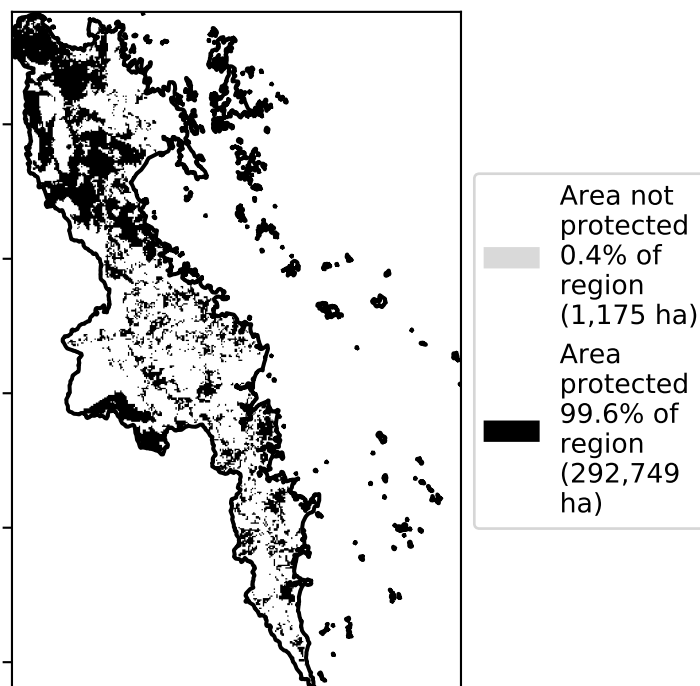 Area not
protected
0.4% of
region
(1,175 ha)
Area
protected
99.6% of
region
(292,749
ha)